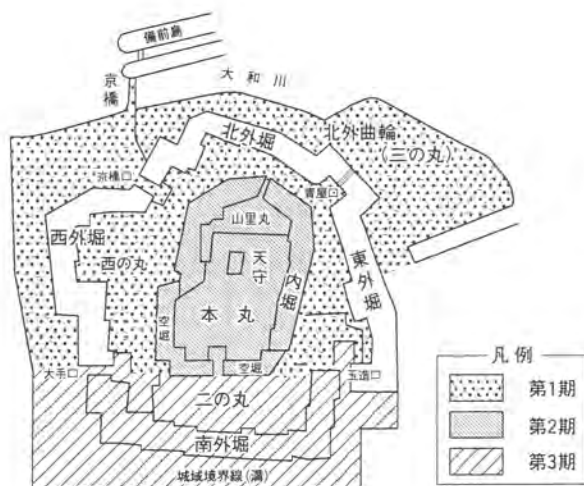 備前島
大和川
京橋
北外堀
北外曲輪
(三の丸)
京橋口
青屋口
山里丸
西外堀
西の丸
天守
内堀
東外堀
本丸
空堀
空堀
大手口
玉造口
二の丸
南外堀
城域境界線(溝)
凡例
第1期
第2期
第3期